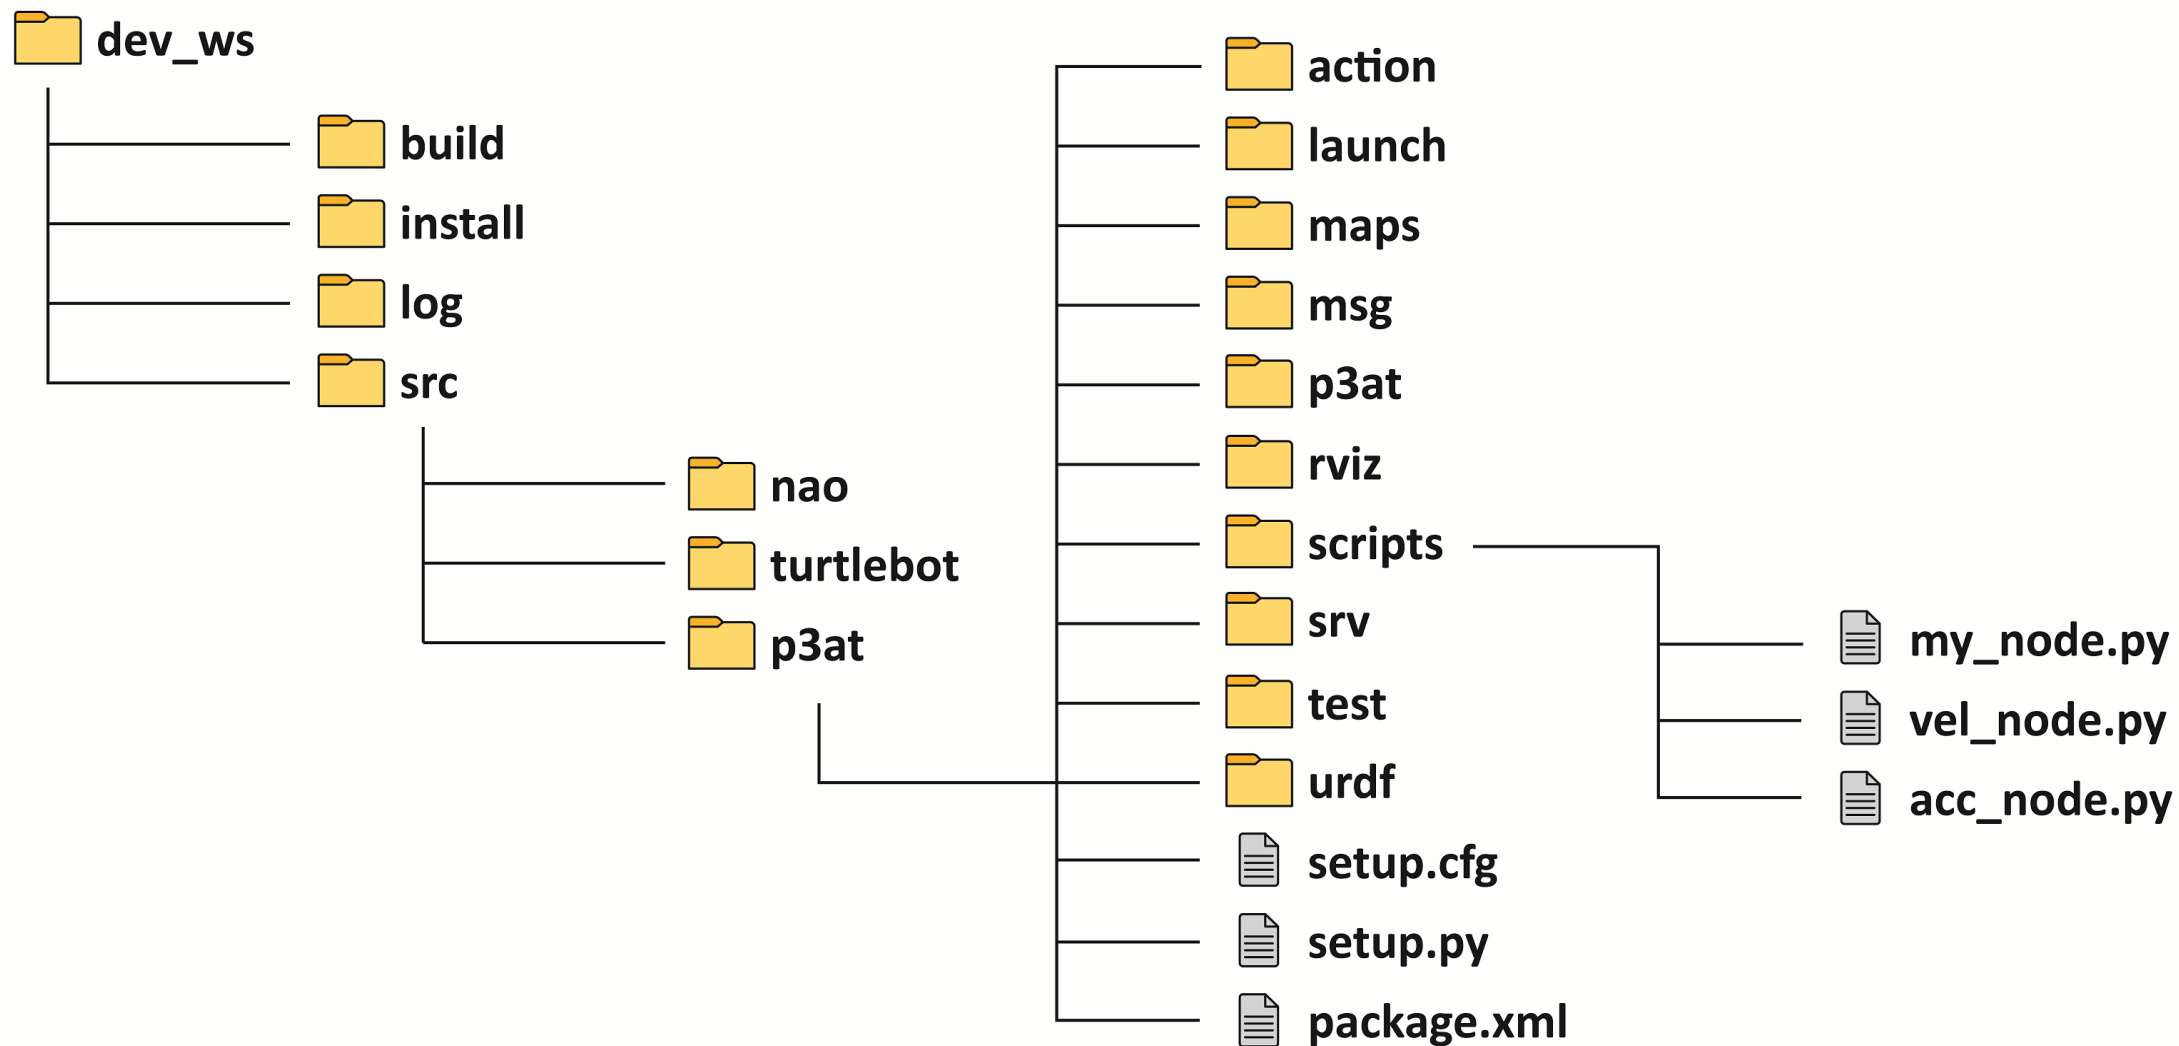 dev_ws
build
install
log
src
nao
turtlebot
p3at
action
launch
maps
msg
p3at
rviz
scripts
srv
test
urdf
setup.cfg
setup.py
package.xml
my_node.py
vel_node.py
acc_node.py